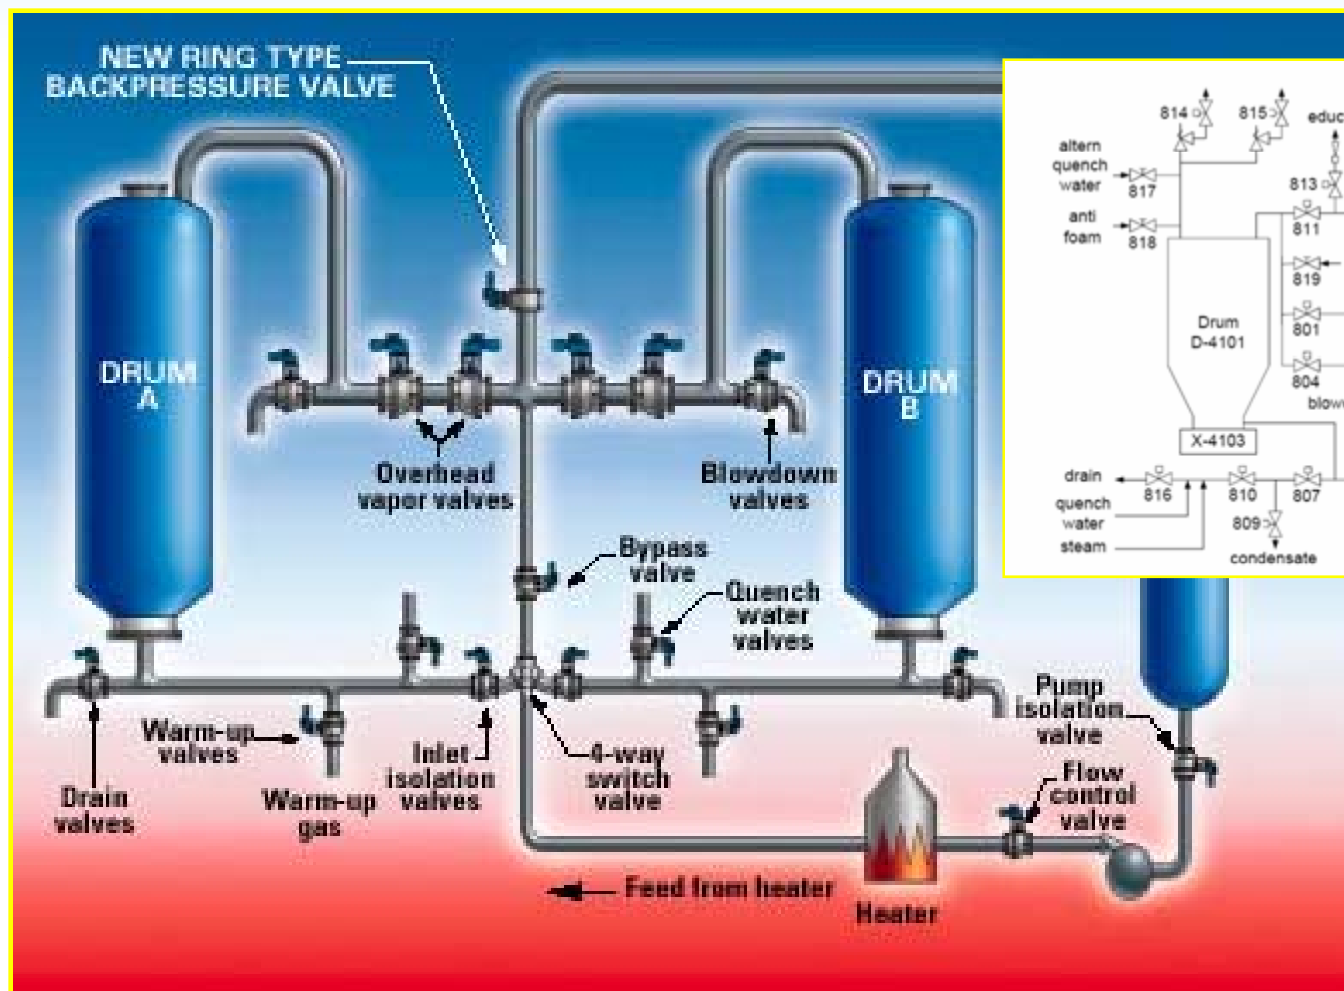 NEW RING TYPE
BACKPRESSURE VALVE
DRUM
A
DRUM
B
Overhead
vapor valves
Blowdown
valves
Bypass
valve
Quench
water
valves
Pump
isolation
valve
Warm-up
valves
Inlet
isolation
valves
4-way
switch
valve
Flow
control
valve
Drain
valves
Warm-up
gas
Feed from heater
Heater
814
815
educ
altern
quench
water
817
813
811
anti
foam
818
819
Drum
D-4101
801
804
blow
X-4103
drain
816
810
807
quench
water
809
steam
condensate